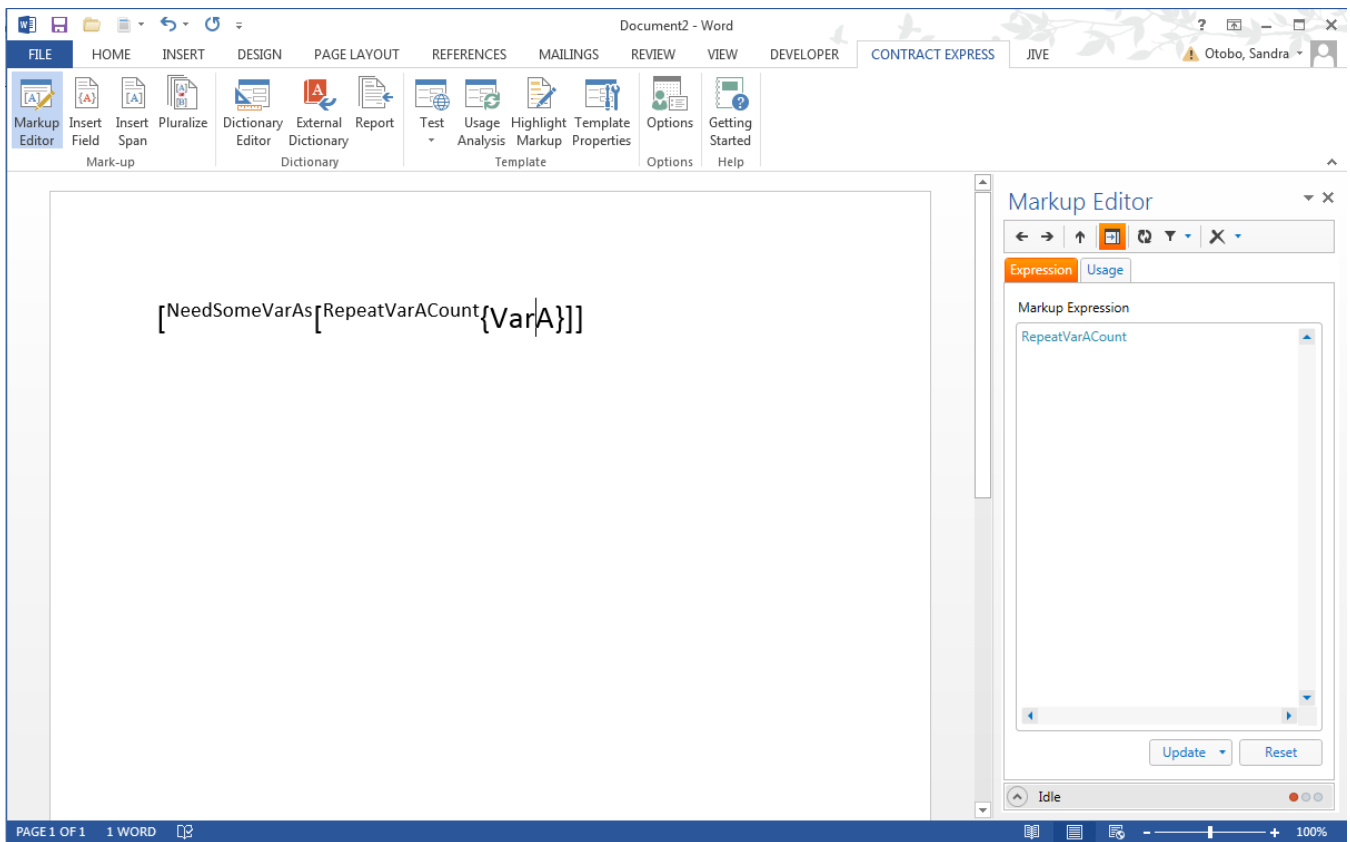 Document2 - Word
FILE HOME INSERT DESIGN PAGE LAYOUT REFERENCES MAILINGS REVIEW VIEW DEVELOPER CONTRACT EXPRESS JIVE Otobo, Sandra
Markup Editor
Insert Field
Insert Span
Pluralize
Dictionary Editor
External Dictionary
Report
Test
Usage Analysis
Highlight Markup
Template Properties
Options
Getting Started
Mark-up Dictionary Template Options Help
Markup Editor
Expression Usage
Markup Expression
RepeatVarACount
[NeedSomeVarAs[RepeatVarACount{VarA}]]
Update Reset
Idle
PAGE 1 OF 1 1 WORD 100%